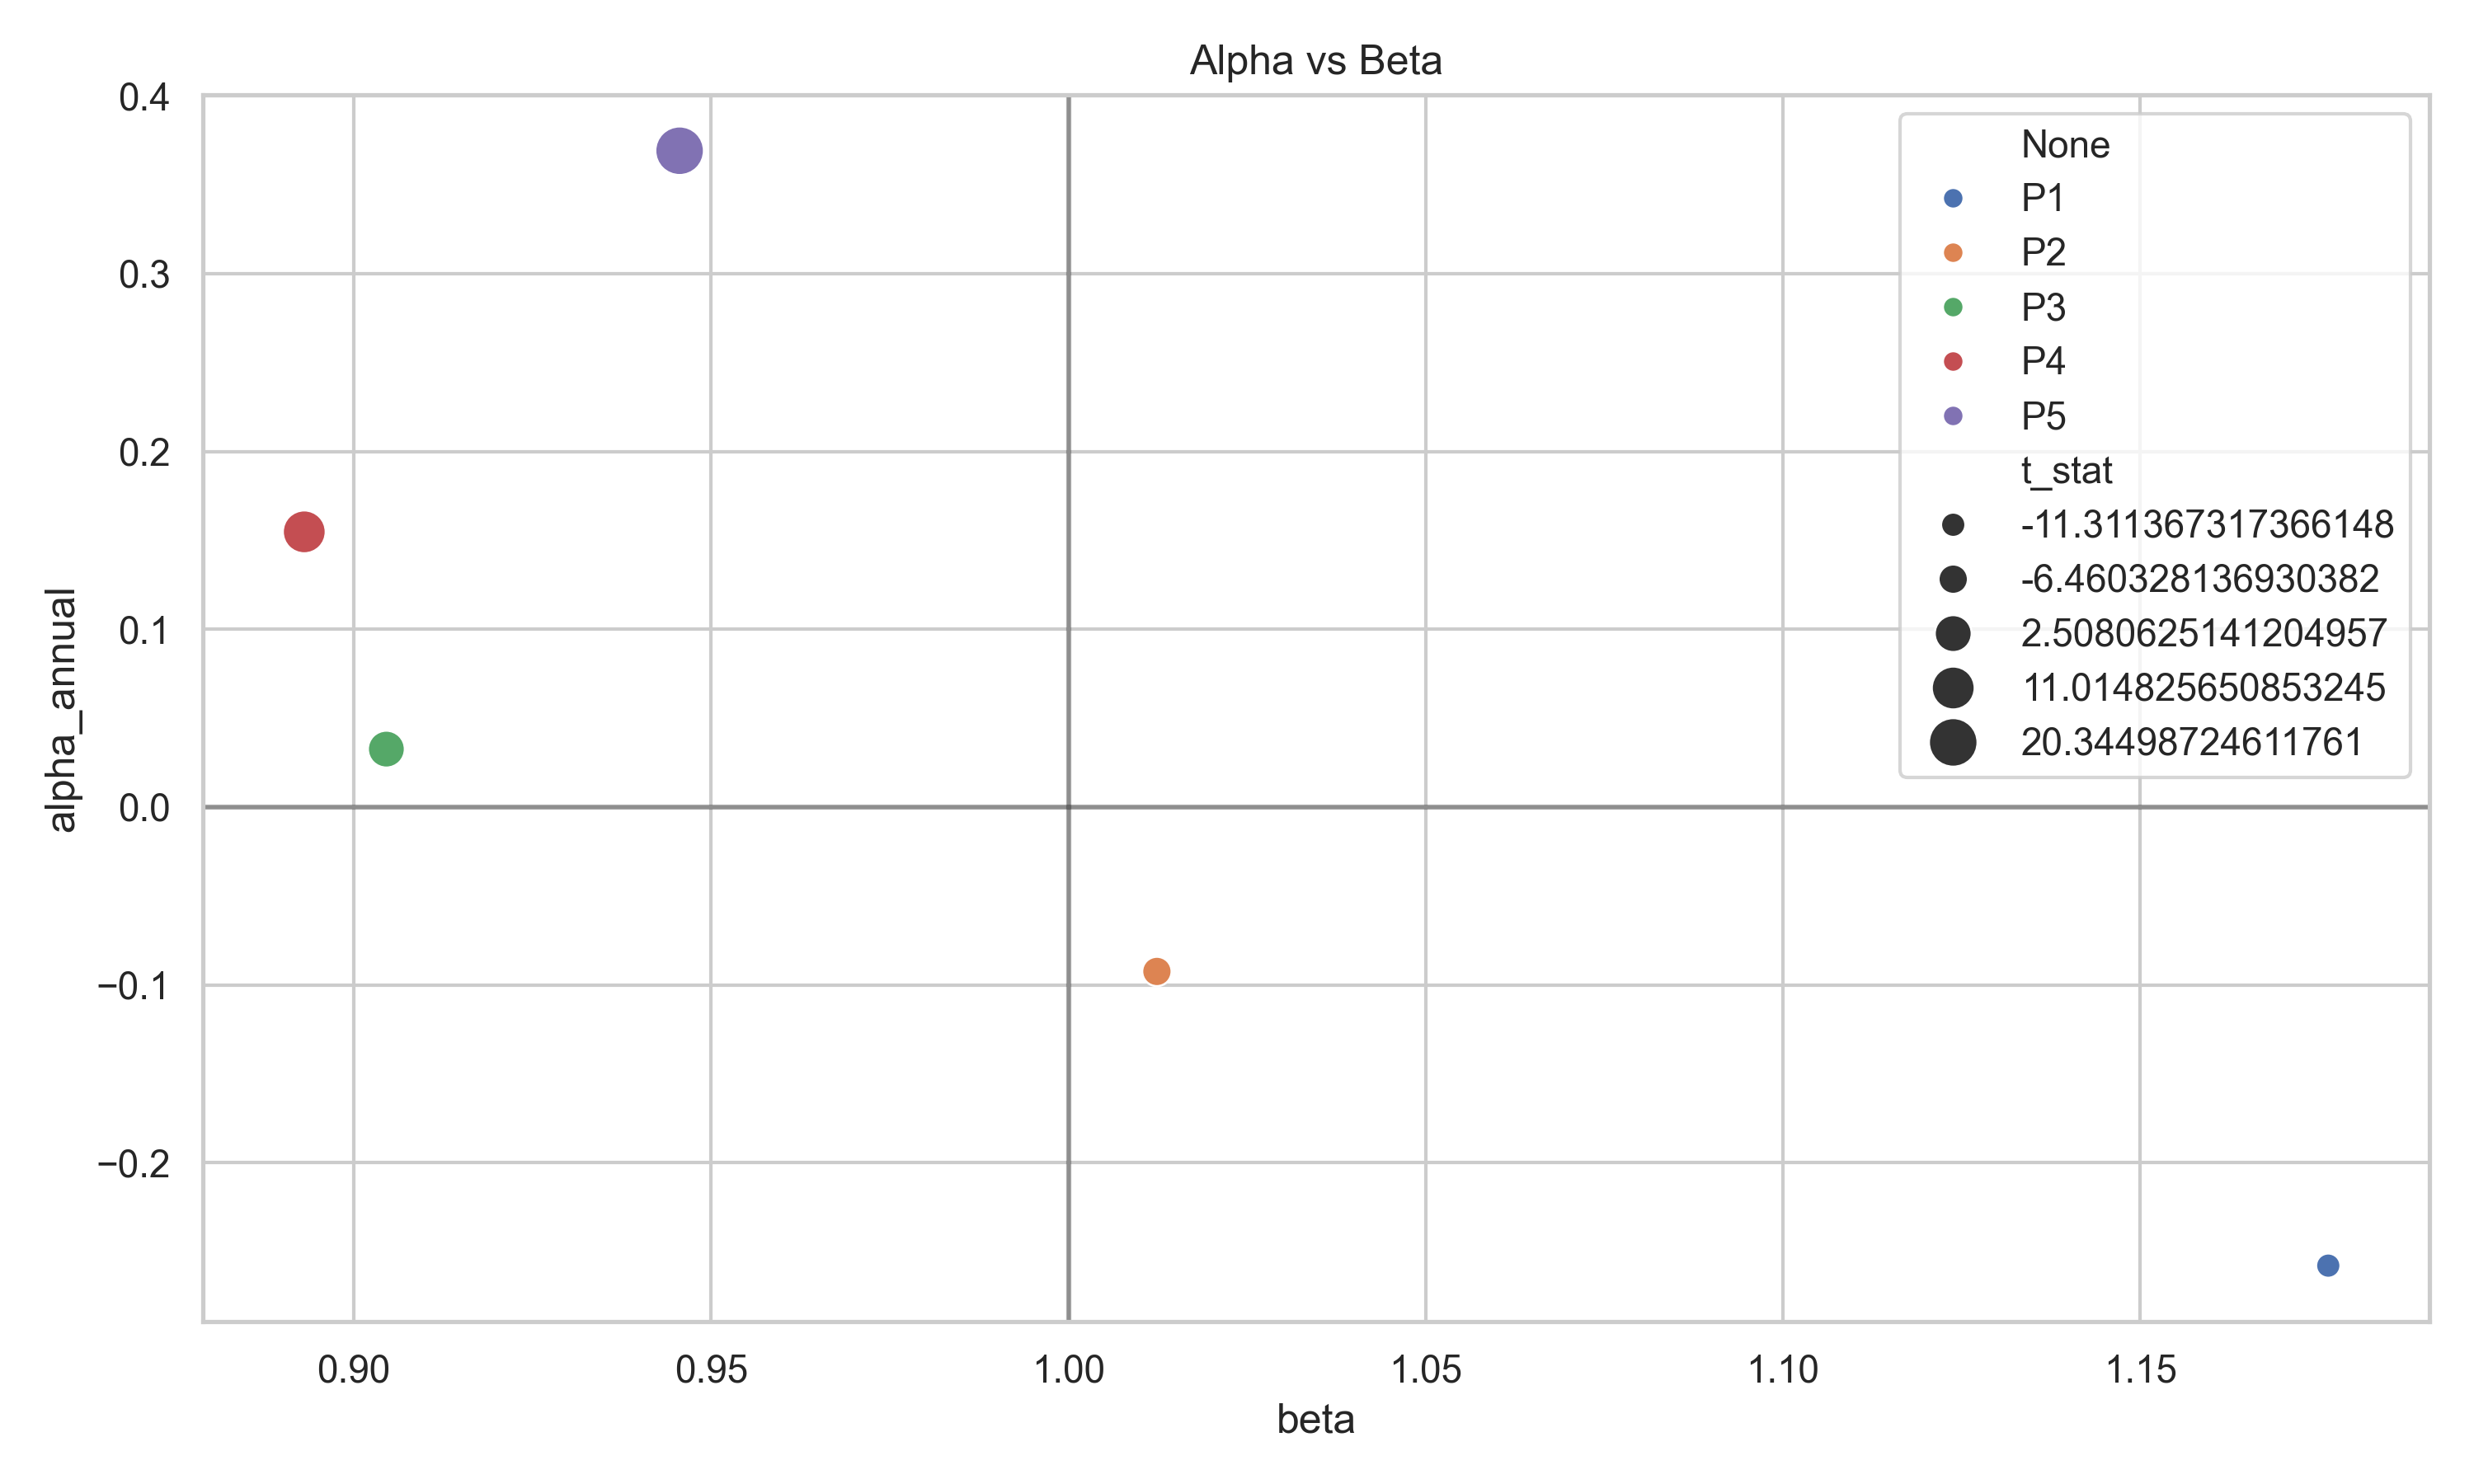 Alpha vs Beta
0.4
0.3
0.2
0.1
0.0
−0.1
−0.2
alpha_annual
None
P1
P2
P3
P4
P5
t_stat
-11.311367317366148
-6.460328136930382
2.5080625141204957
11.014825650853245
20.34498724611761
0.90
0.95
1.00
1.05
1.10
1.15
beta